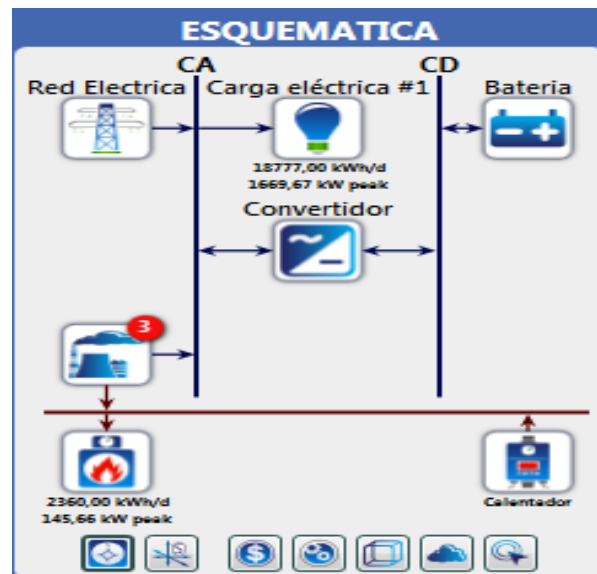 ESQUEMATICA
CA CD
Red Electrica Carga eléctrica #1 Bateria
18777,00 kWh/d
1669,67 kW peak
Convertidor
3
2360,00 kWh/d
145,66 kW peak
Calentador